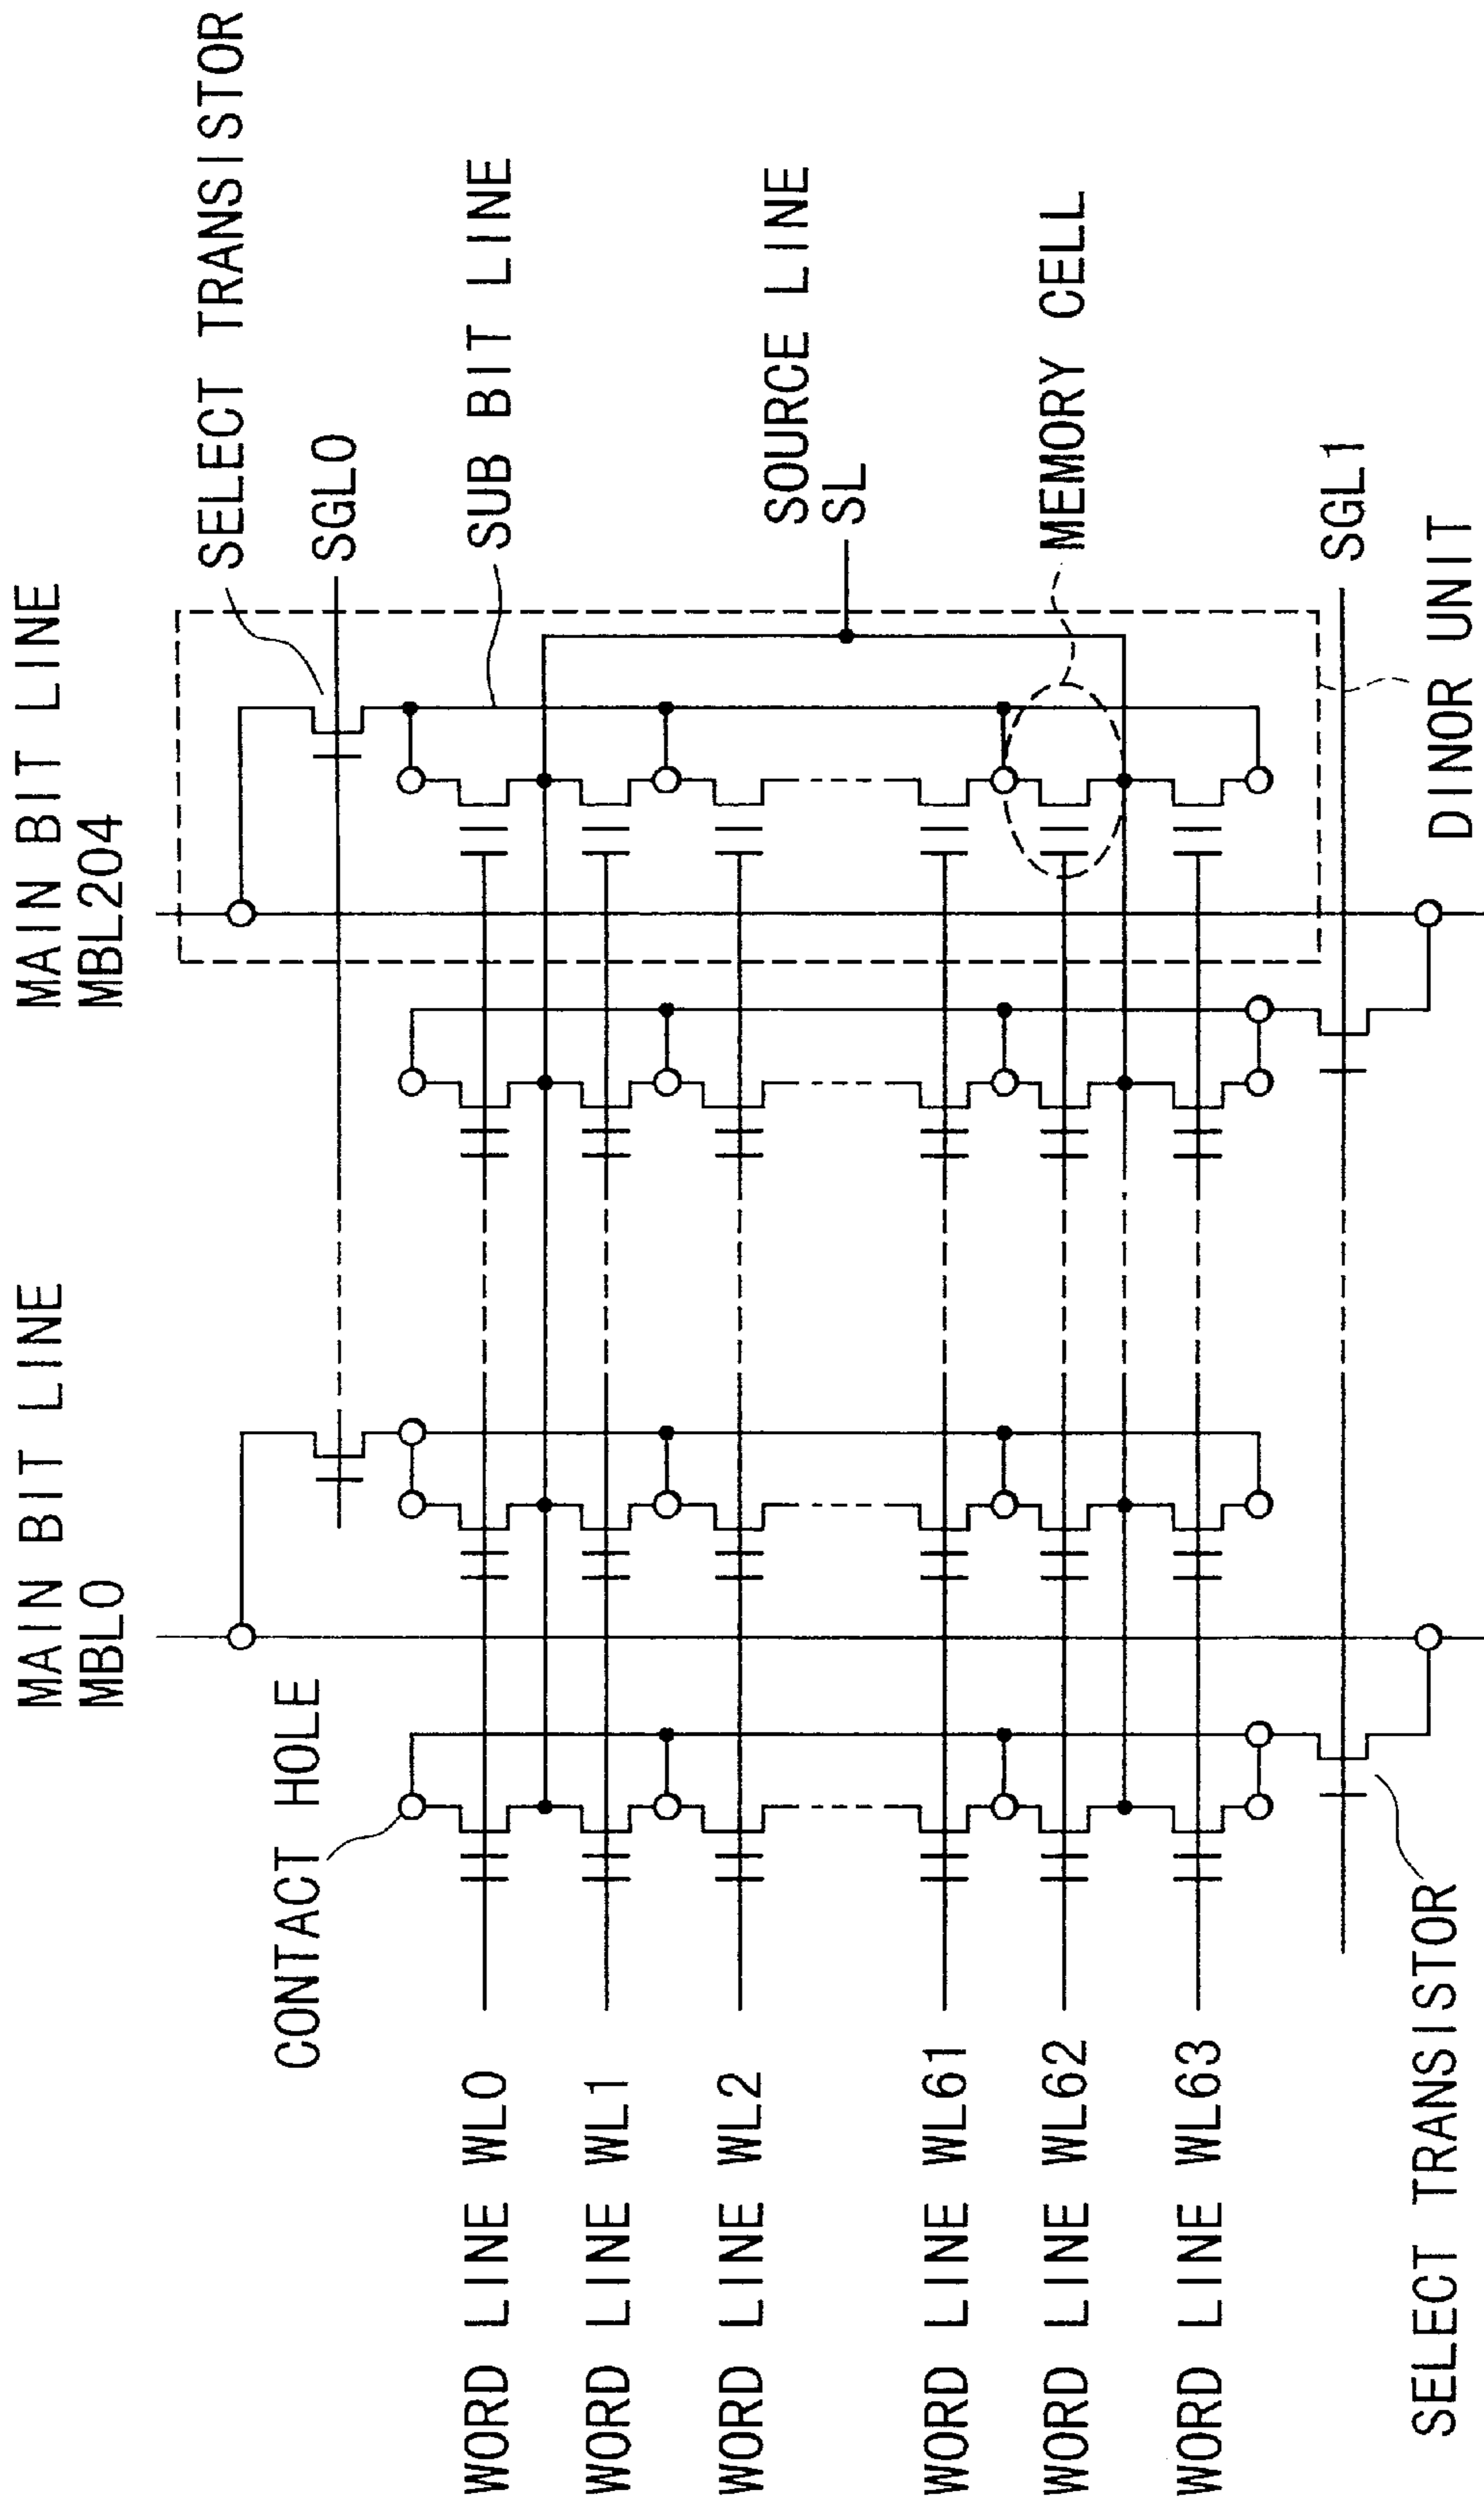 MAIN BIT LINE
MBL0
MAIN BIT LINE
MBL204
SELECT TRANSISTOR
CONTACT HOLE
SGL0
WORD LINE WL0
SUB BIT LINE
WORD LINE WL1
WORD LINE WL2
SOURCE LINE
SL
WORD LINE WL61
WORD LINE WL62
MEMORY CELL
WORD LINE WL63
SGL1
SELECT TRANSISTOR
DINOR UNIT